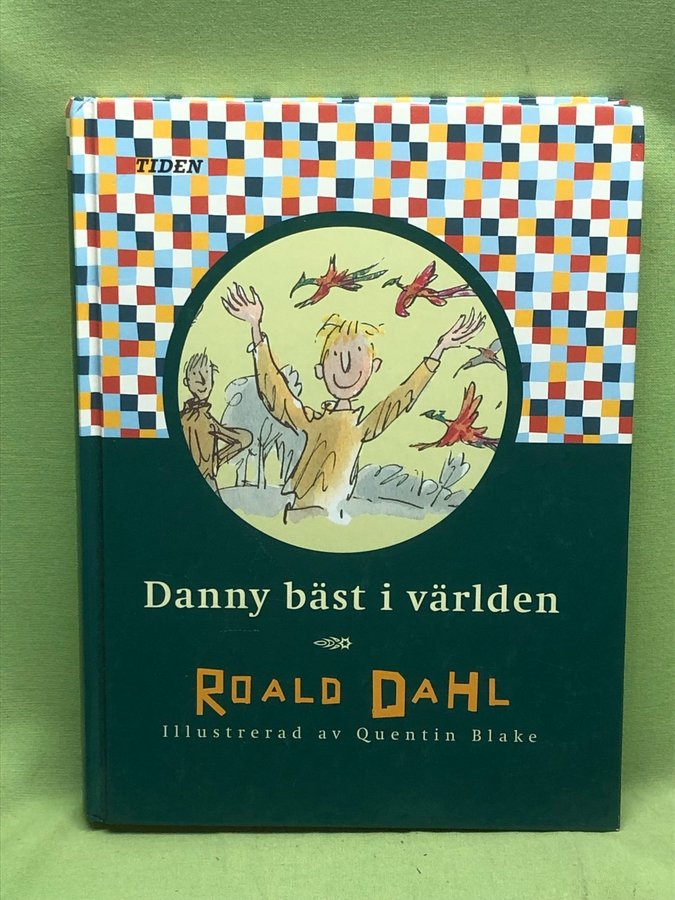 TIDEN
Danny bäst i världen
ROALD DAHL
Illustrerad av Quentin Blake